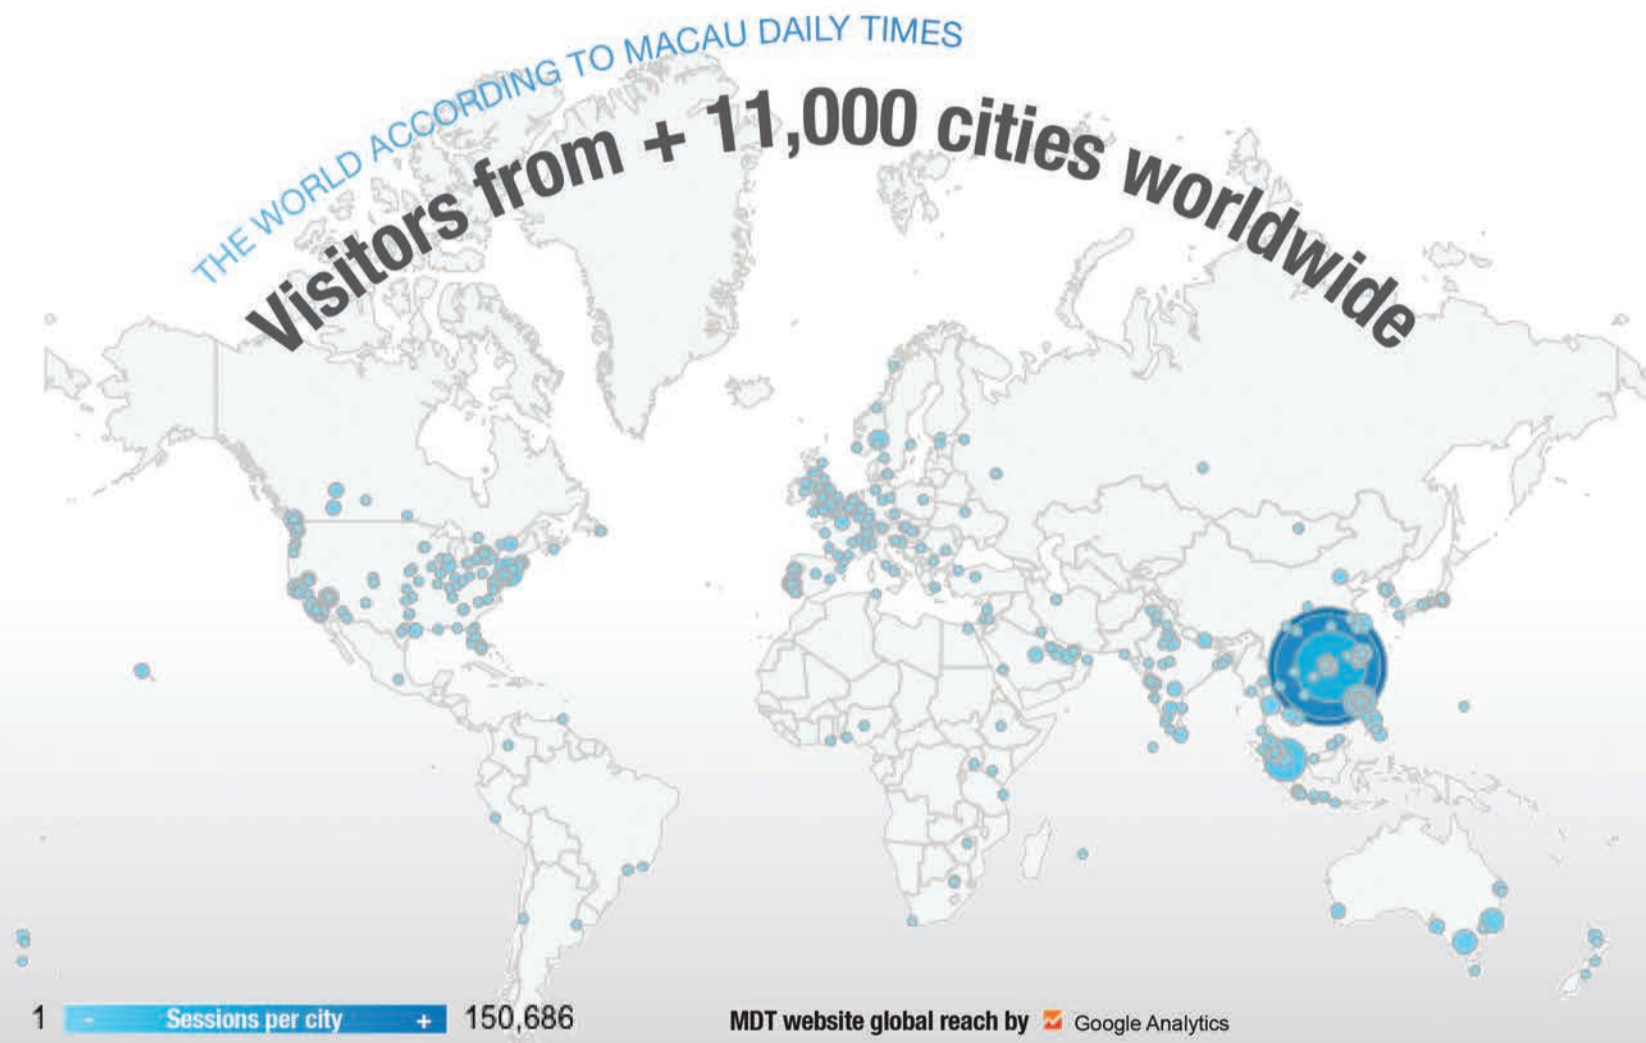 THE WORLD ACCORDING TO MACAU DAILY TIMES
Visitors from + 11,000 cities worldwide
1 - Sessions per city + 150,686
MDT website global reach by Google Analytics